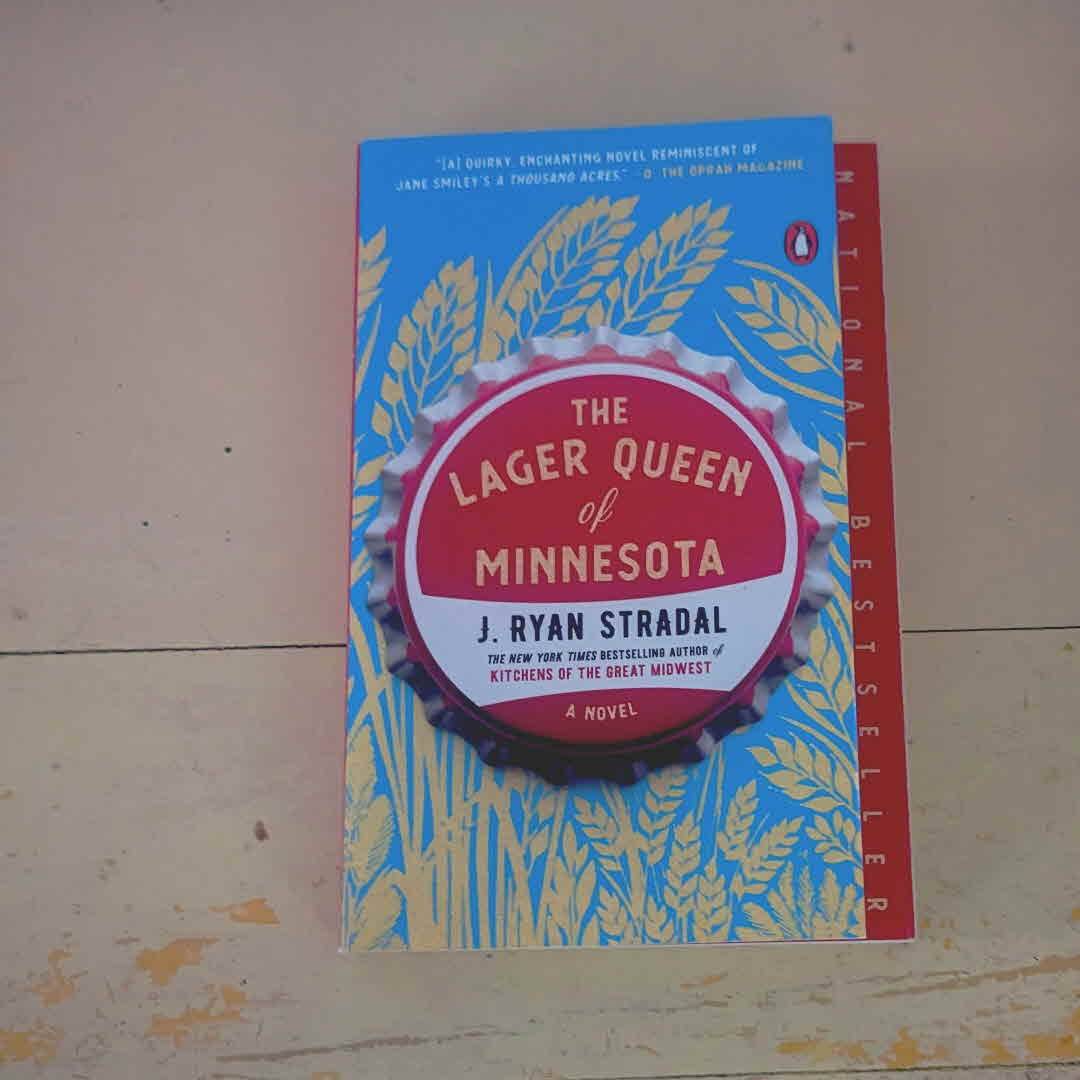 "[A] QUIRKY, ENCHANTING NOVEL REMINISCENT OF
JANE SMILEY'S A THOUSAND ACRES." –O, THE OPRAH MAGAZINE
THE
LAGER QUEEN
of
MINNESOTA
J. RYAN STRADAL
THE NEW YORK TIMES BESTSELLING AUTHOR of
KITCHENS OF THE GREAT MIDWEST
A NOVEL
NATIONAL BESTSELLER